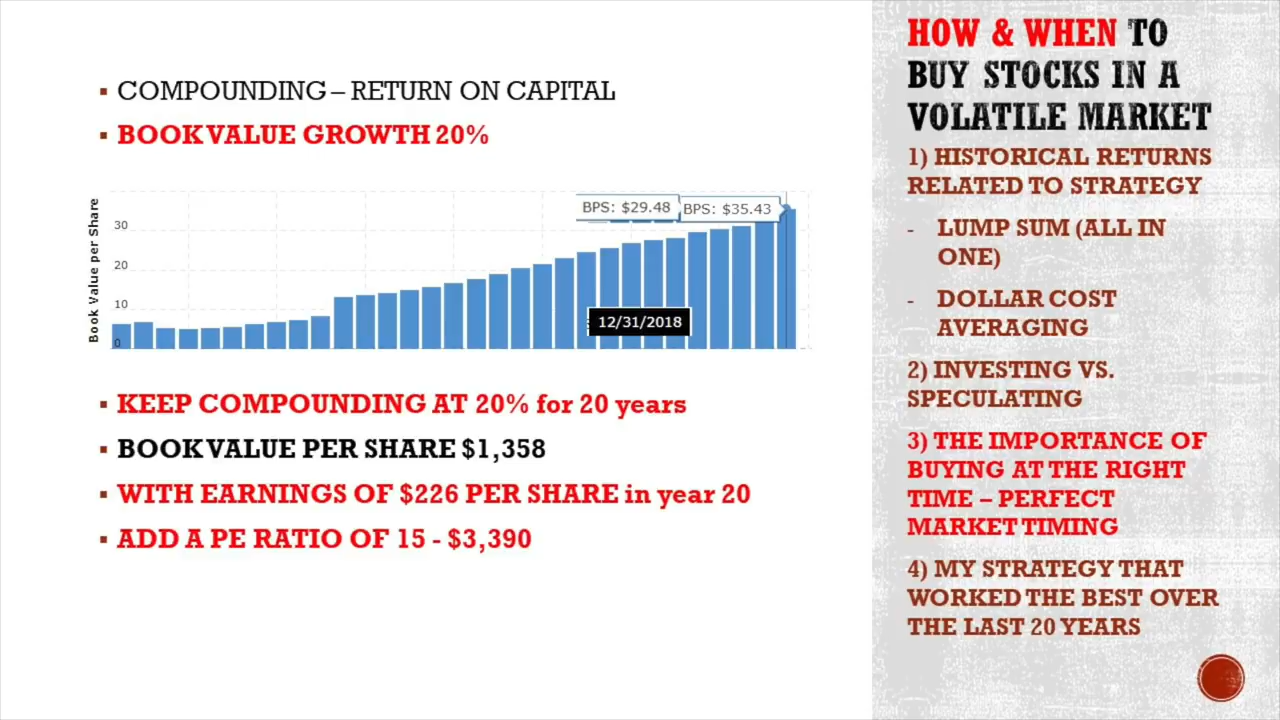 COMPOUNDING – RETURN ON CAPITAL
BOOK VALUE GROWTH 20%
Book Value per Share
30
20
10
0
BPS: $29.48
BPS: $35.43
12/31/2018
KEEP COMPOUNDING AT 20% for 20 years
BOOK VALUE PER SHARE $1,358
WITH EARNINGS OF $226 PER SHARE in year 20
ADD A PE RATIO OF 15 - $3,390
HOW & WHEN TO
BUY STOCKS IN A
VOLATILE MARKET
1) HISTORICAL RETURNS
RELATED TO STRATEGY
- LUMP SUM (ALL IN
ONE)
- DOLLAR COST
AVERAGING
2) INVESTING VS.
SPECULATING
3) THE IMPORTANCE OF
BUYING AT THE RIGHT
TIME – PERFECT
MARKET TIMING
4) MY STRATEGY THAT
WORKED THE BEST OVER
THE LAST 20 YEARS